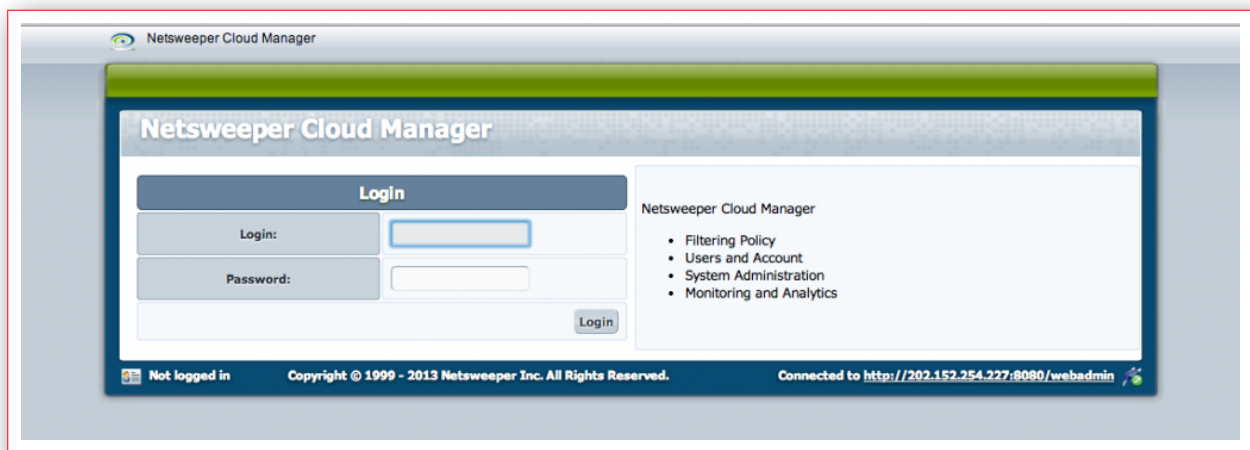 Netsweeper Cloud Manager
Netsweeper Cloud Manager
Login
Login:
Password:
Login
Netsweeper Cloud Manager
• Filtering Policy
• Users and Account
• System Administration
• Monitoring and Analytics
Not logged in
Copyright © 1999 - 2013 Netsweeper Inc. All Rights Reserved.
Connected to http://202.152.254.227:8080/webadmin